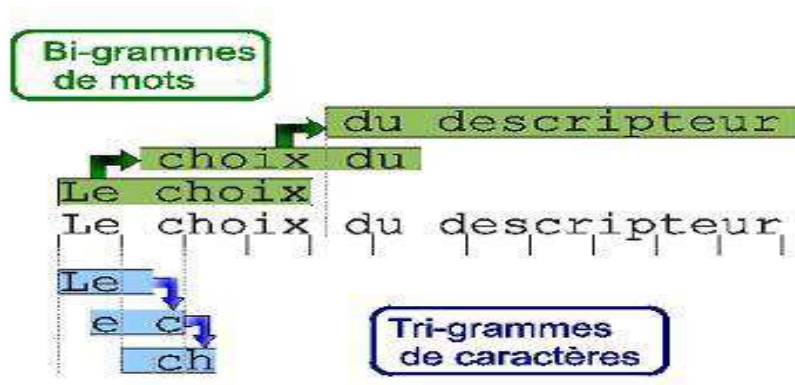 Bi-grammes
de mots
du descripteur
choix du
Le choix
Le choix du descripteur
Le
e c
ch
Tri-grammes
de caractères